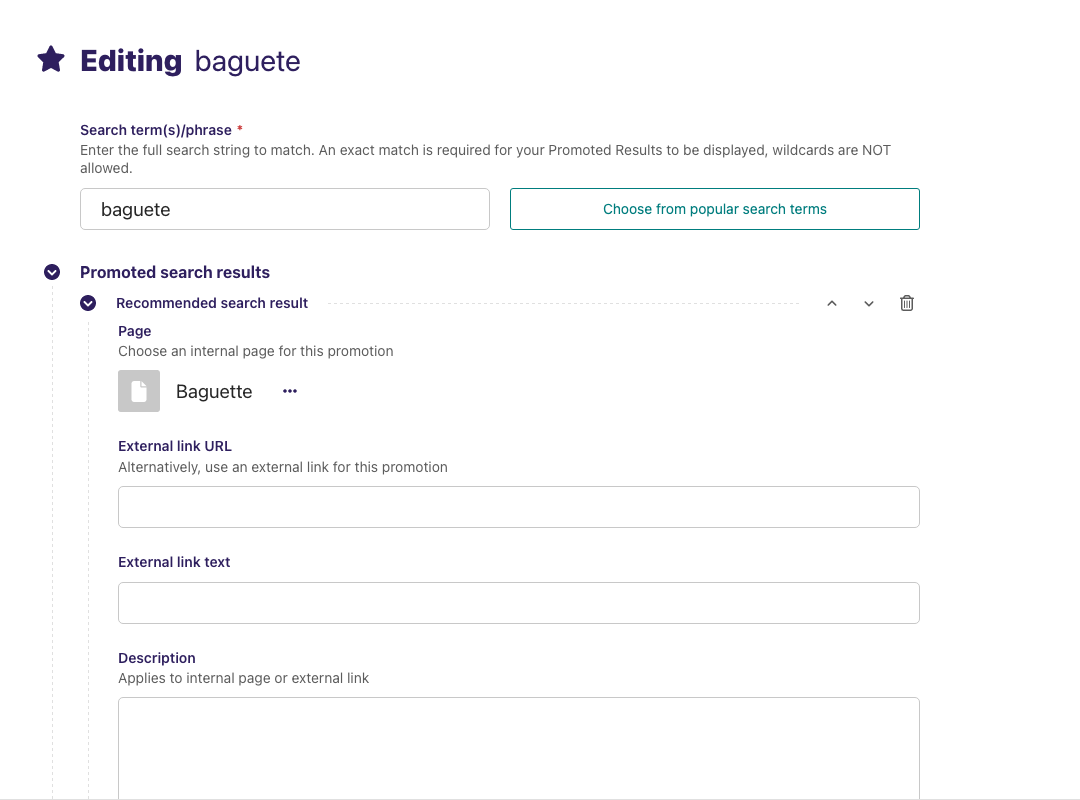 Editing baguete
Search term(s)/phrase *
Enter the full search string to match. An exact match is required for your Promoted Results to be displayed, wildcards are NOT
allowed.
baguete
Choose from popular search terms
Promoted search results
Recommended search result
Page
Choose an internal page for this promotion
Baguette
External link URL
Alternatively, use an external link for this promotion
External link text
Description
Applies to internal page or external link